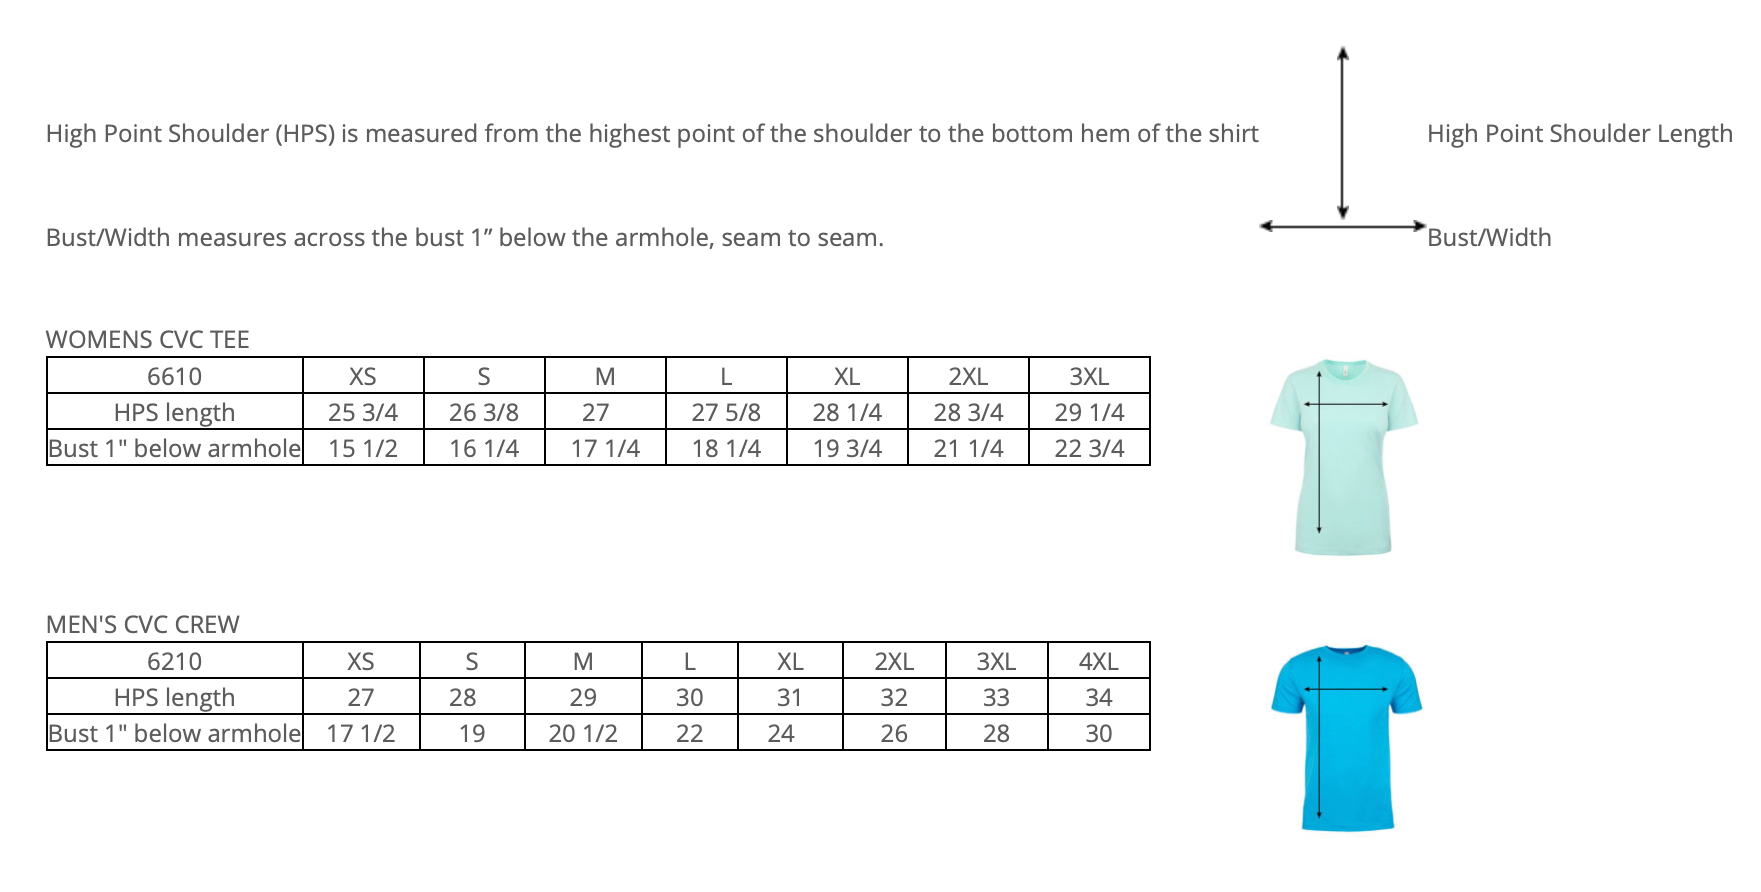 High Point Shoulder (HPS) is measured from the highest point of the shoulder to the bottom hem of the shirt High Point Shoulder Length
Bust/Width measures across the bust 1” below the armhole, seam to seam. Bust/Width
WOMENS CVC TEE
6610 XS S M L XL 2XL 3XL
HPS length 25 3/4 26 3/8 27 27 5/8 28 1/4 28 3/4 29 1/4
Bust 1" below armhole 15 1/2 16 1/4 17 1/4 18 1/4 19 3/4 21 1/4 22 3/4
MEN'S CVC CREW
6210 XS S M L XL 2XL 3XL 4XL
HPS length 27 28 29 30 31 32 33 34
Bust 1" below armhole 17 1/2 19 20 1/2 22 24 26 28 30